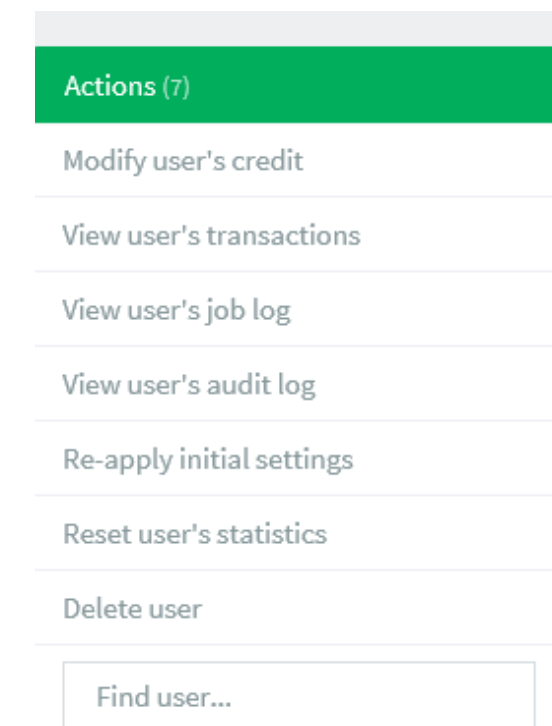 Actions (7)
Modify user's credit
View user's transactions
View user's job log
View user's audit log
Re-apply initial settings
Reset user's statistics
Delete user
Find user...